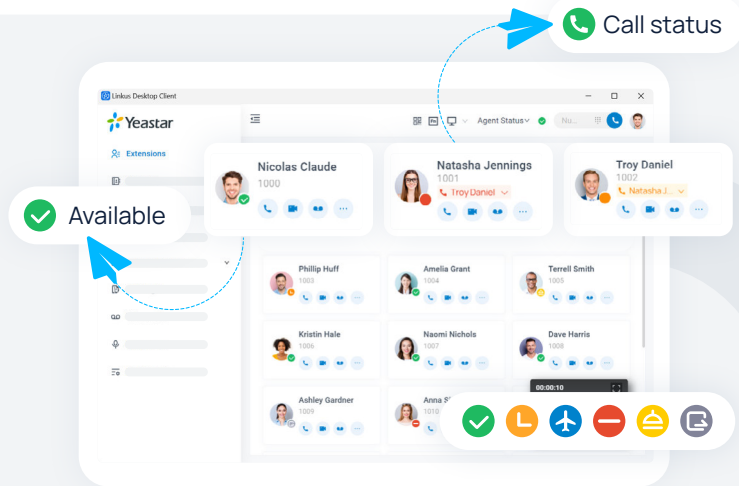 Call status
Linkus Desktop Client
Yeastar
Agent Status
No...
Extensions
Nicolas Claude
1000
Natasha Jennings
1001
Troy Daniel
Troy Daniel
1002
Natasha J...
Available
Phillip Huff
1003
Amelia Grant
1004
Terrell Smith
1005
Kristin Hale
1006
Naomi Nichols
1007
Dave Harris
1008
Ashley Gardner
1009
Anna
1010
00:00:10